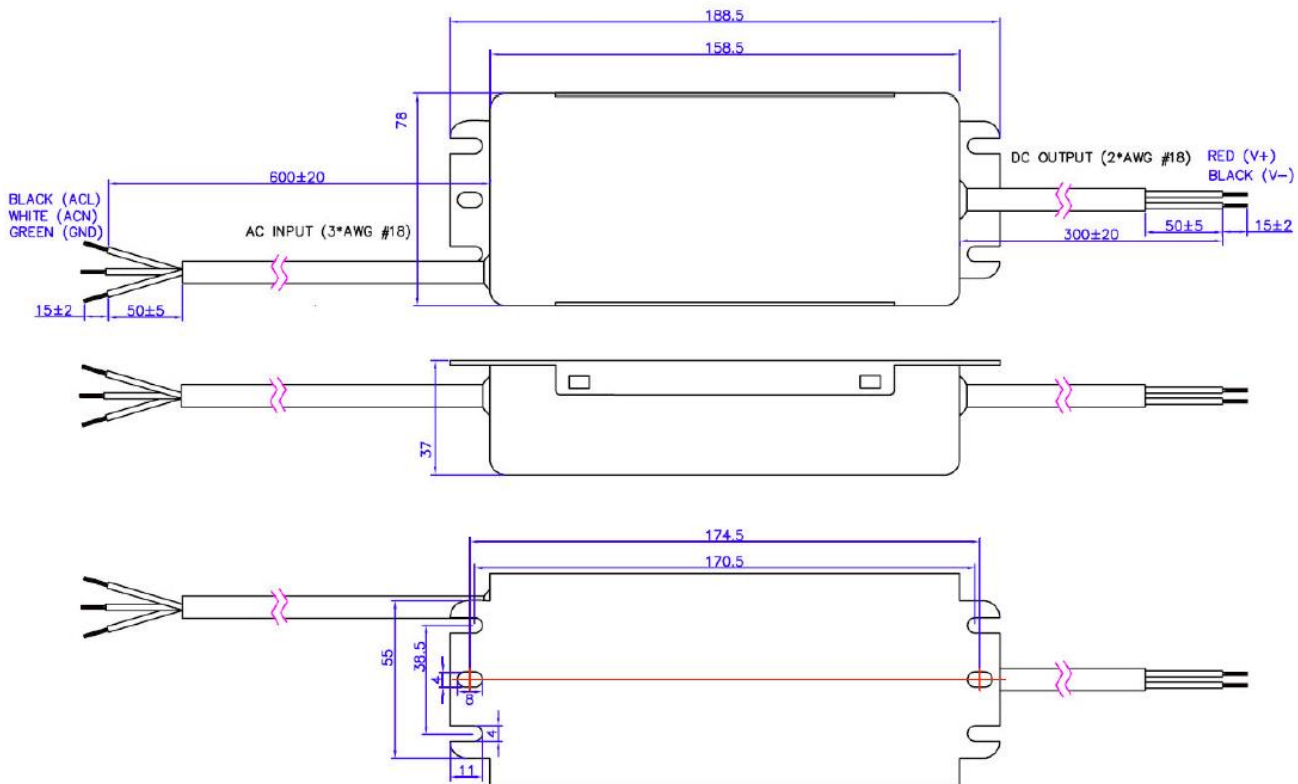 188.5
158.5
78
DC OUTPUT (2*AWG #18)
RED (V+)
BLACK (V-)
600±20
BLACK (ACL)
WHITE (ACN)
GREEN (GND)
AC INPUT (3*AWG #18)
50±5
15±2
300±20
15±2
50±5
37
174.5
170.5
55
38.5
4
8
4
11